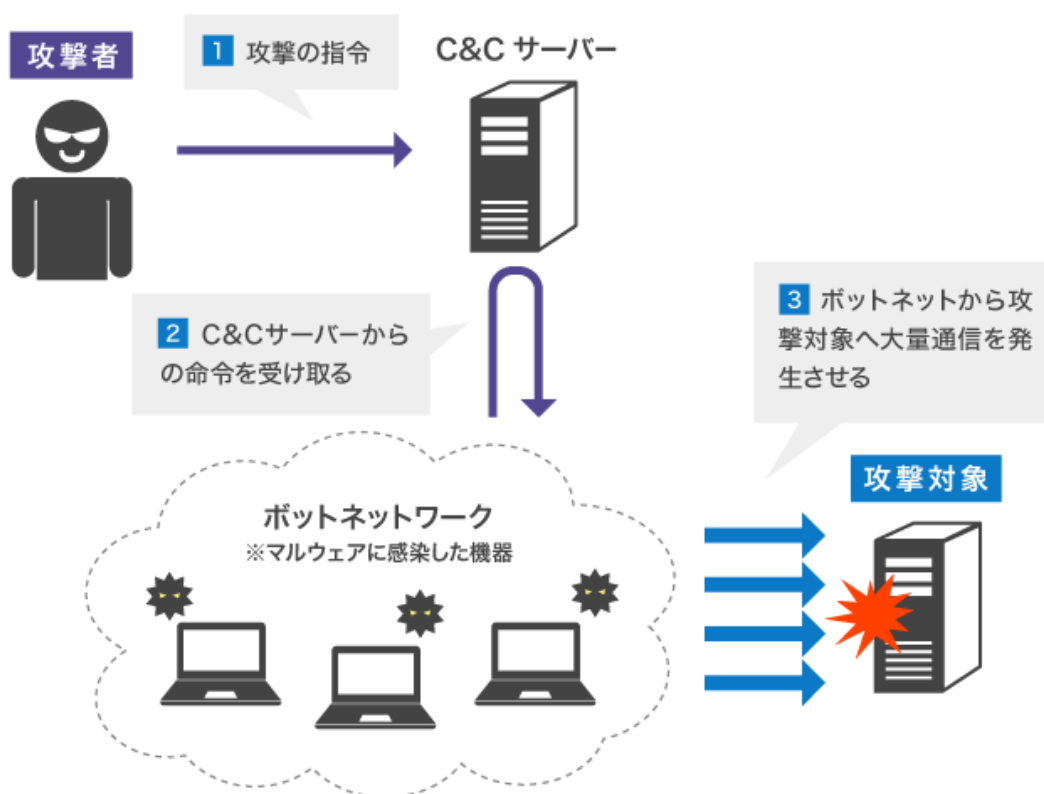 攻撃者
1 攻撃の指令
C&C サーバー
2 C&Cサーバーから
の命令を受け取る
3 ボットネットから攻
撃対象へ大量通信を発
生させる
攻撃対象
ボットネットワーク
※マルウェアに感染した機器